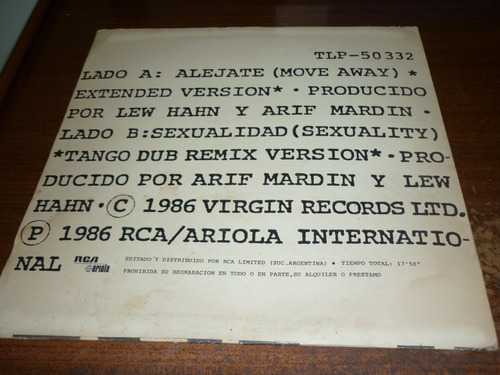 TLP-50332
LADO A: ALEJATE (MOVE AWAY) *
EXTENDED VERSION* • PRODUCIDO
POR LEW HAHN Y ARIF MARDIN •
LADO B:SEXUALIDAD(SEXUALITY)
*TANGO DUB REMIX VERSION* • PRO-
DUCIDO POR ARIF MARDIN Y LEW
HAHN • © 1986 VIRGIN RECORDS LTD.
Ⓟ 1986 RCA/ARIOLA INTERNATIO-
NAL RCA ariola EDITADO Y DISTRIBUIDO POR RCA LIMITED (SUC.ARGENTINA) • TIEMPO TOTAL: 17'58"
PROHIBIDA SU REGRABACION EN TODO O EN PARTE,SU ALQUILER O PRESTAMO